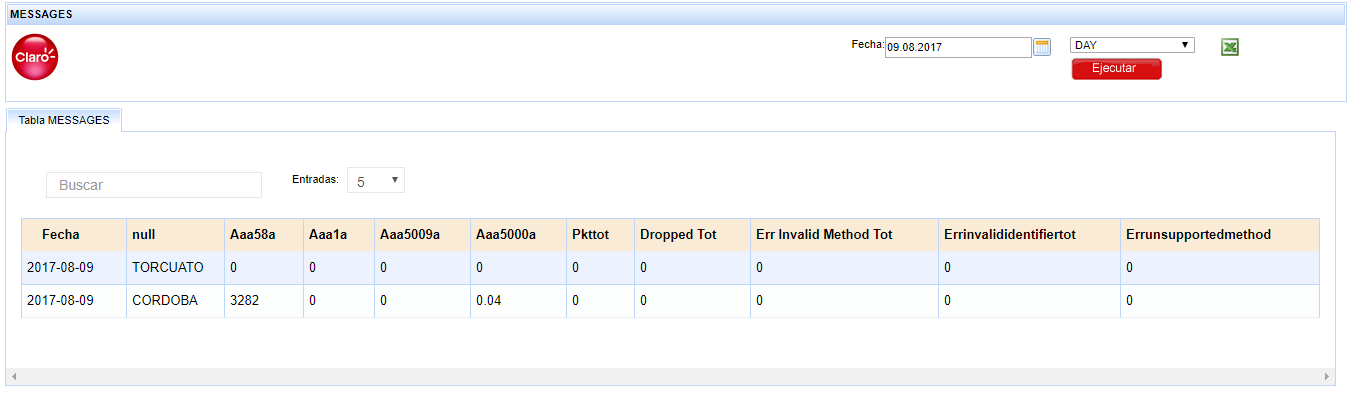 MESSAGES
Claro
Fecha: 09.08.2017 DAY
Ejecutar
Tabla MESSAGES
Buscar Entradas: 5
Fecha null Aaa58a Aaa1a Aaa5009a Aaa5000a Pkttot Dropped Tot Err Invalid Method Tot Errinvalididentifiertot Errunsupportedmethod
2017-08-09 TORCUATO 0 0 0 0 0 0 0 0 0
2017-08-09 CORDOBA 3282 0 0 0.04 0 0 0 0 0